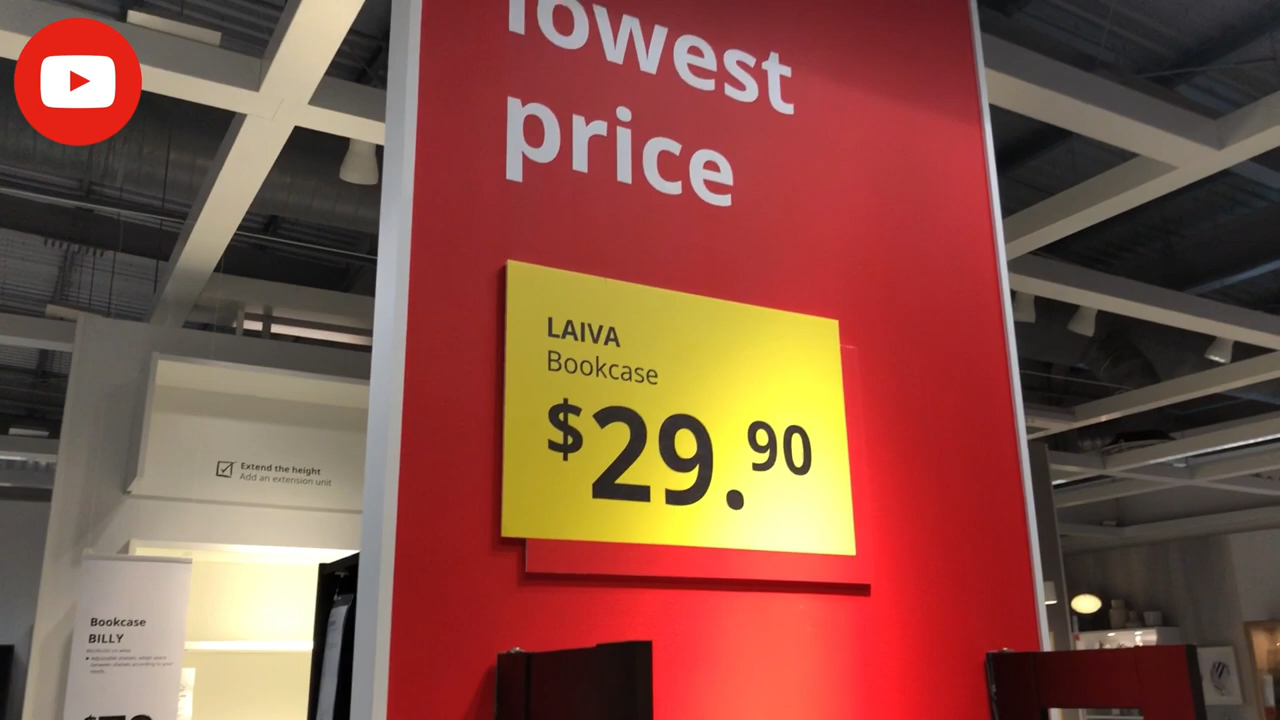 lowest
price
LAIVA
Bookcase
$29.90
Extend the height
Add an extension unit
Bookcase
BILLY